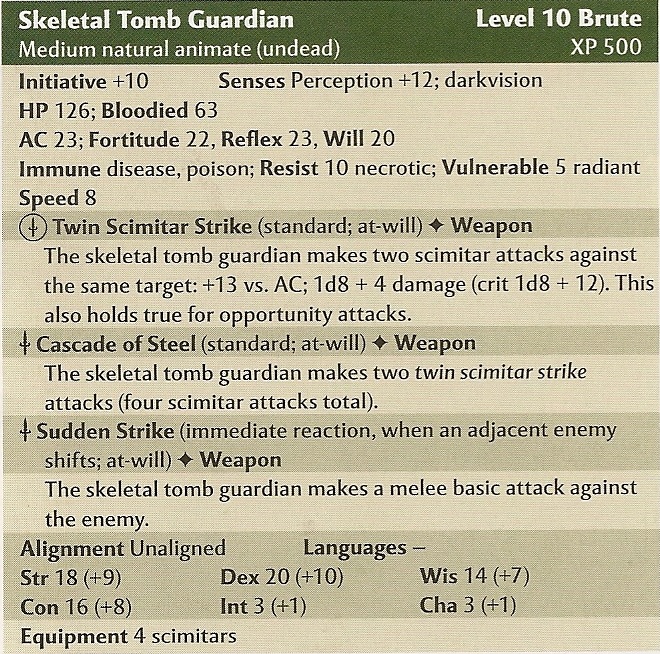 Skeletal Tomb Guardian Level 10 Brute
Medium natural animate (undead) XP 500
Initiative +10 Senses Perception +12; darkvision
HP 126; Bloodied 63
AC 23; Fortitude 22, Reflex 23, Will 20
Immune disease, poison; Resist 10 necrotic; Vulnerable 5 radiant
Speed 8
Twin Scimitar Strike (standard; at-will) ✦ Weapon
The skeletal tomb guardian makes two scimitar attacks against
the same target: +13 vs. AC; 1d8 + 4 damage (crit 1d8 + 12). This
also holds true for opportunity attacks.
Cascade of Steel (standard; at-will) ✦ Weapon
The skeletal tomb guardian makes two twin scimitar strike
attacks (four scimitar attacks total).
Sudden Strike (immediate reaction, when an adjacent enemy
shifts; at-will) ✦ Weapon
The skeletal tomb guardian makes a melee basic attack against
the enemy.
Alignment Unaligned Languages –
Str 18 (+9) Dex 20 (+10) Wis 14 (+7)
Con 16 (+8) Int 3 (+1) Cha 3 (+1)
Equipment 4 scimitars